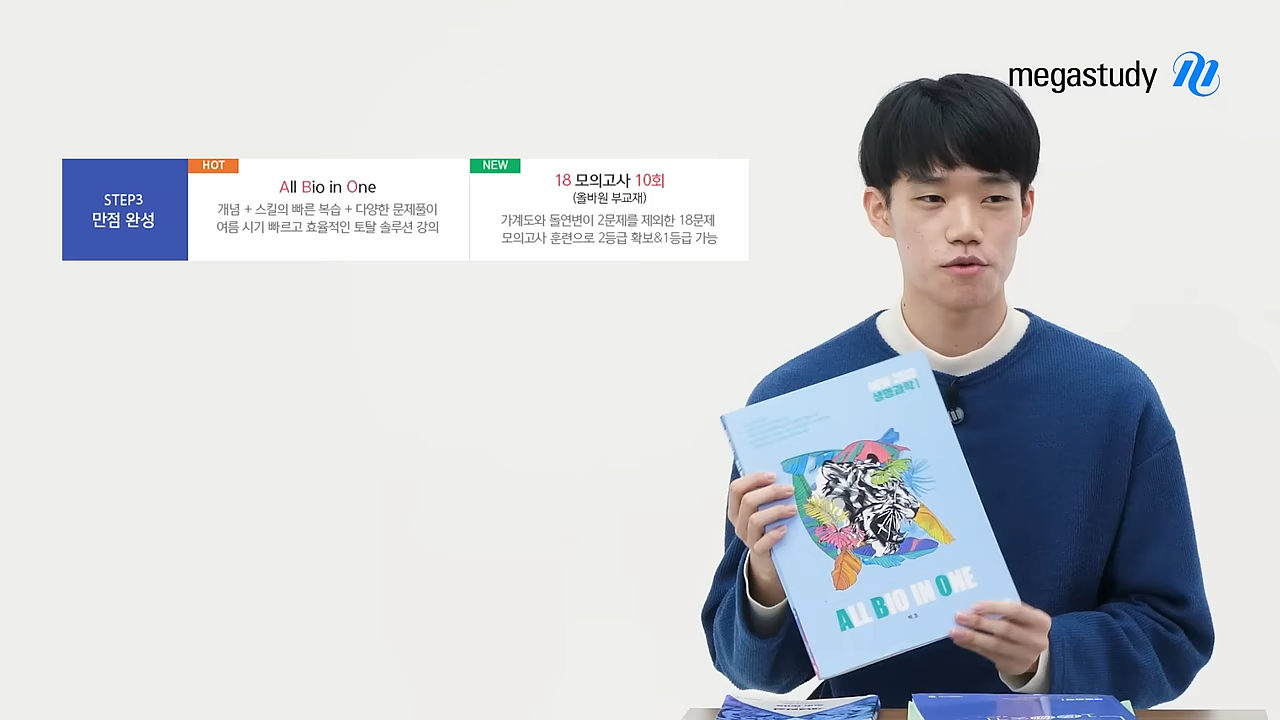 megastudy
HOT
NEW
STEP3
만점 완성
All Bio in One
개념 + 스킬의 빠른 복습 + 다양한 문제풀이
여름 시기 빠르고 효율적인 토탈 솔루션 강의
18 모의고사 10회
(올바원 부교재)
가계도와 돌연변이 2문제를 제외한 18문제
모의고사 훈련으로 2등급 확보&1등급 가능
생명과학 I
ALL BIO IN ONE